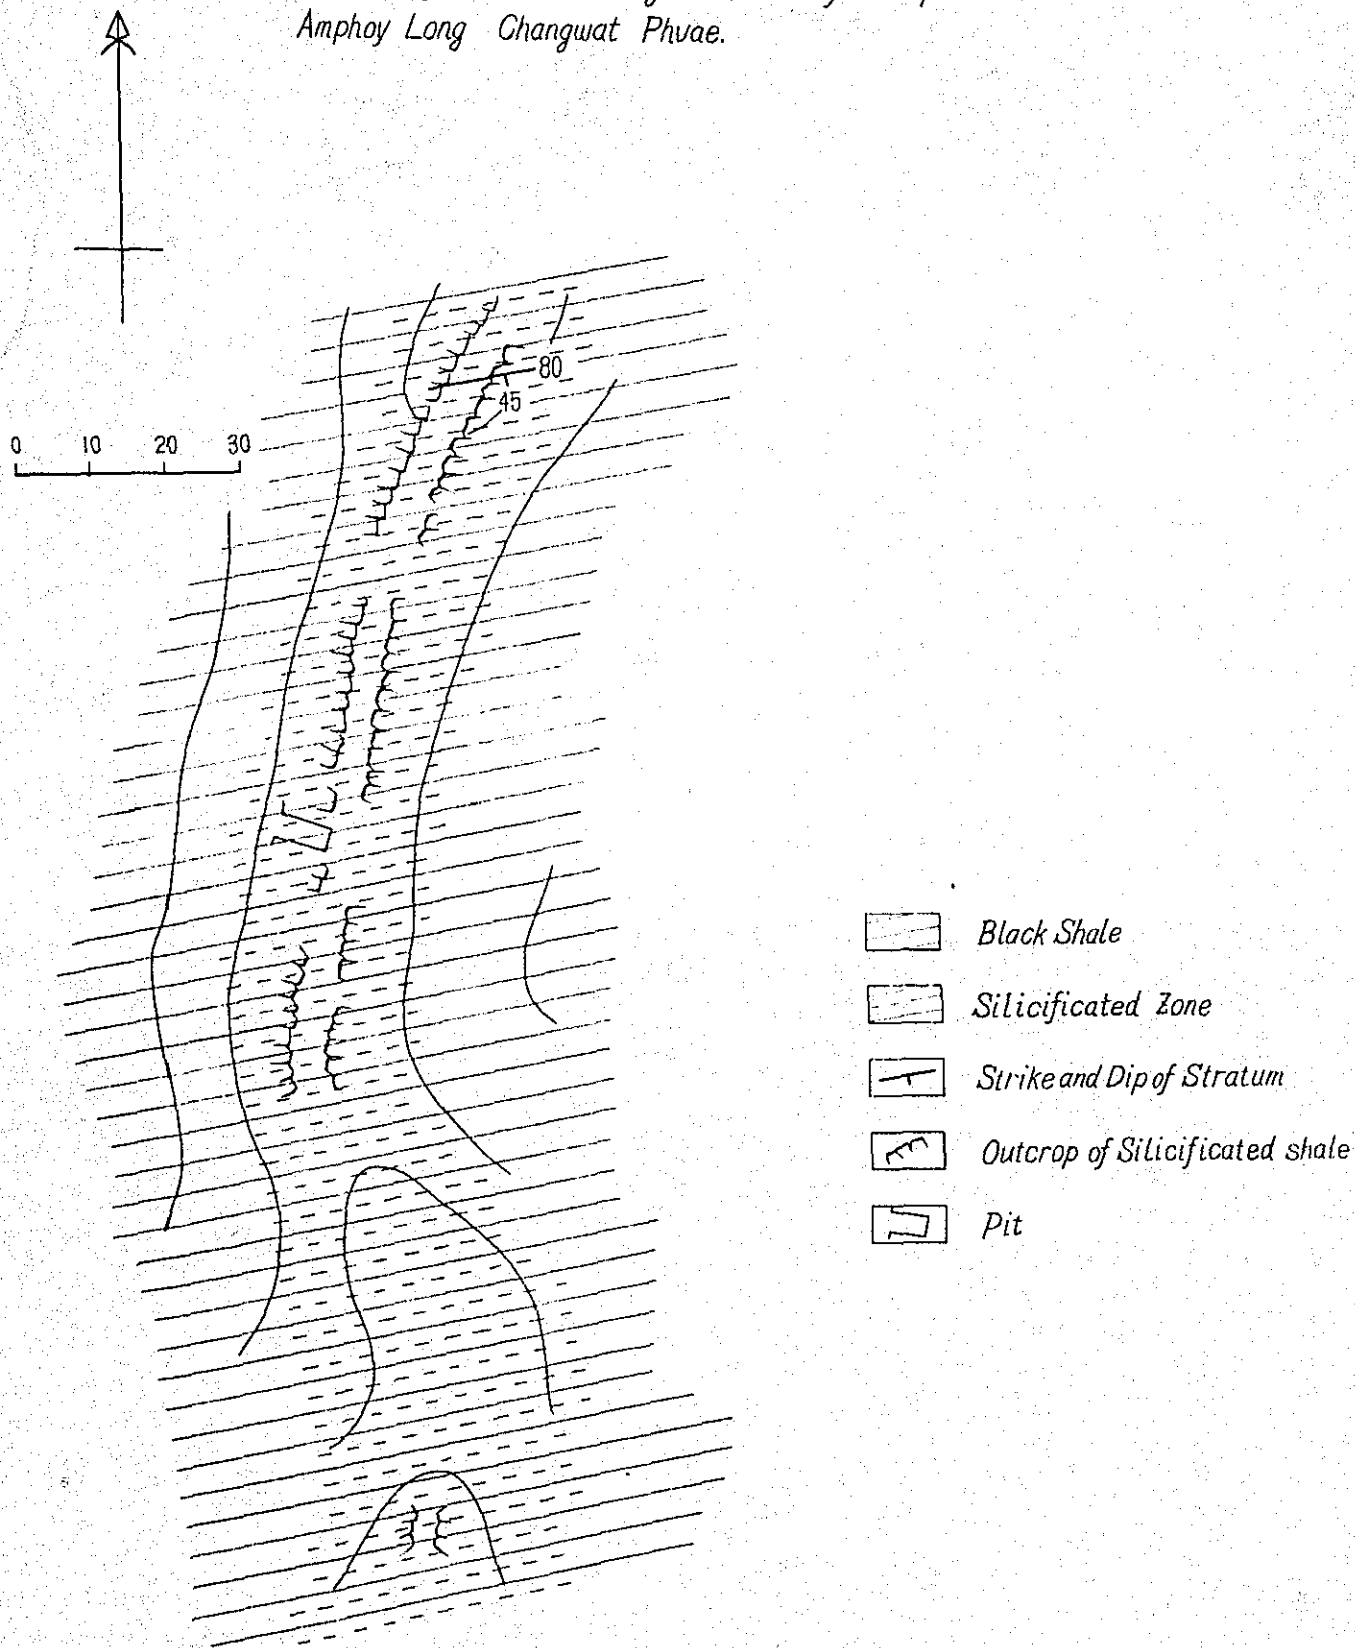 Amphoy Long Changwat Phvae.
80
45
0 10 20 30
Black Shale
Silicificated Zone
Strike and Dip of Stratum
Outcrop of Silicificated shale
Pit